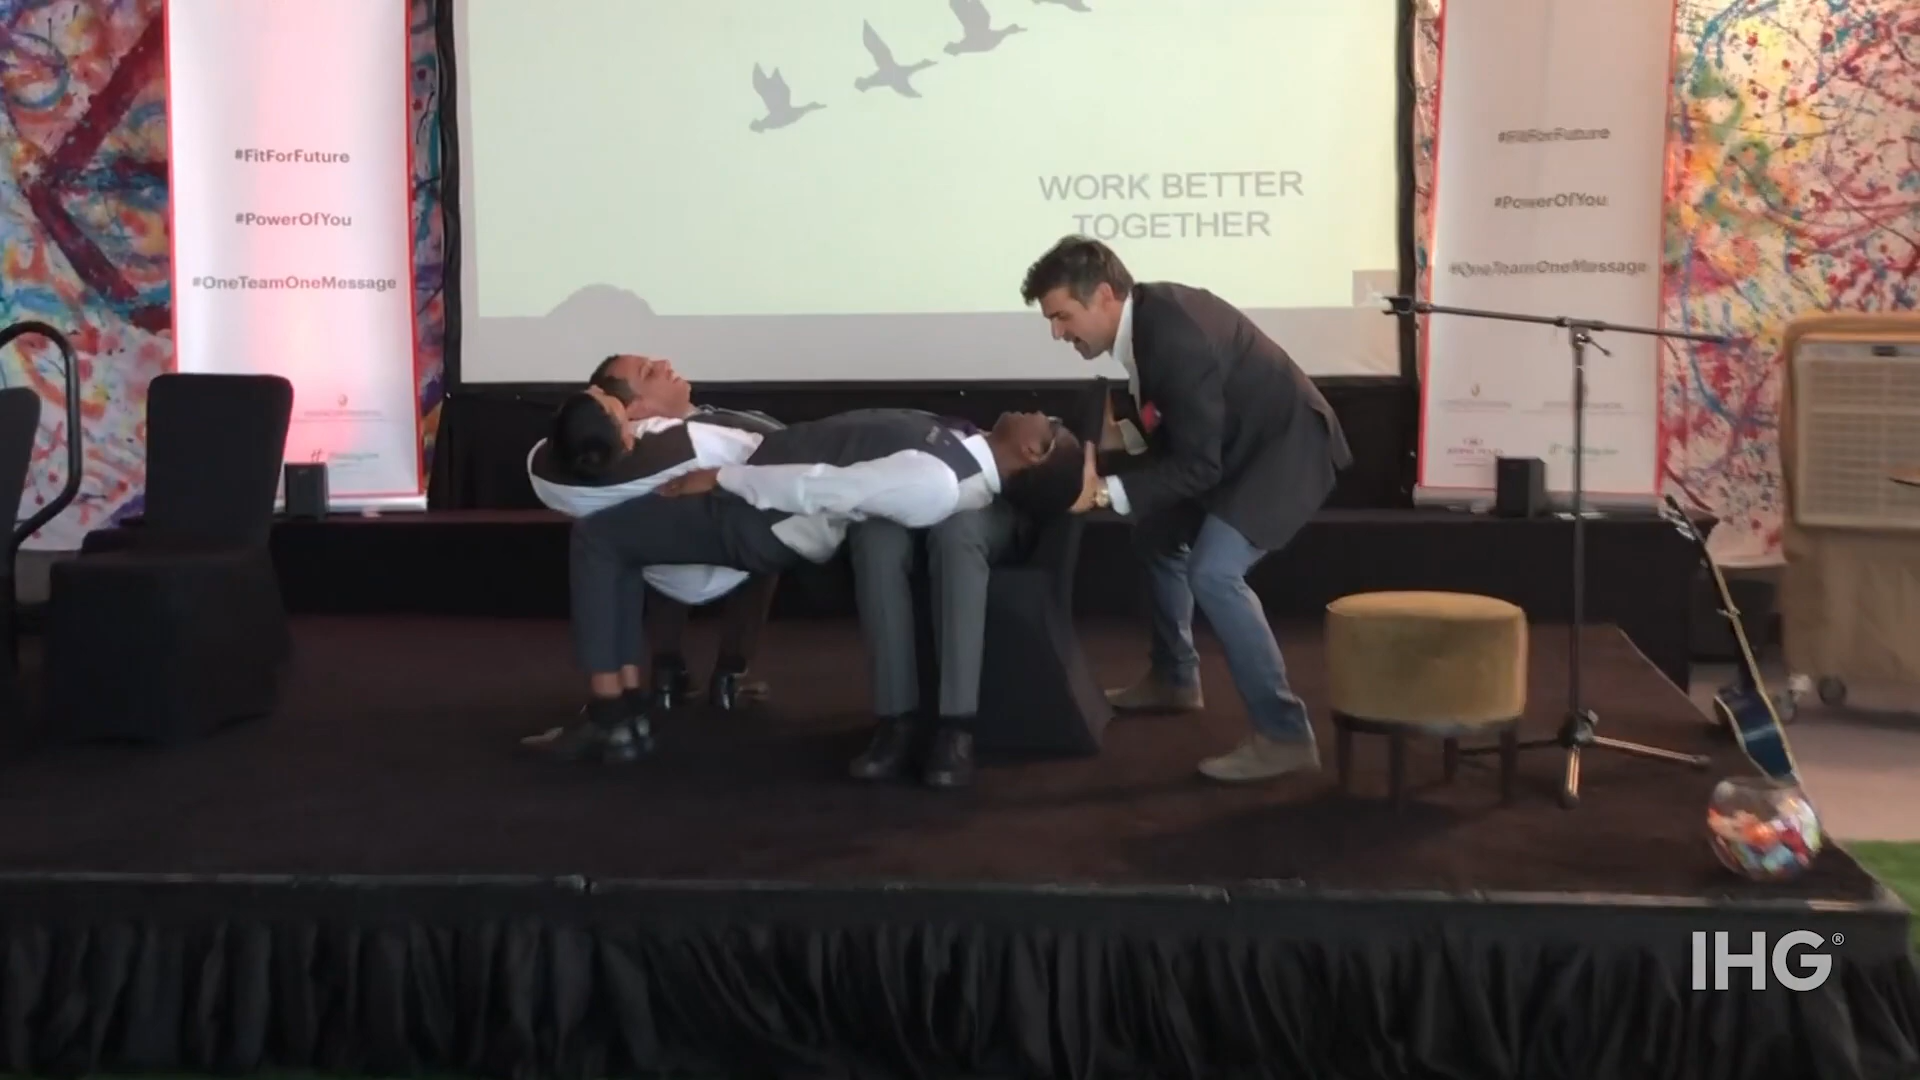 #FitForFuture
#PowerOfYou
#OneTeamOneMessage
WORK BETTER
TOGETHER
#FitForFuture
#PowerOfYou
#OneTeamOneMessage
IHG®